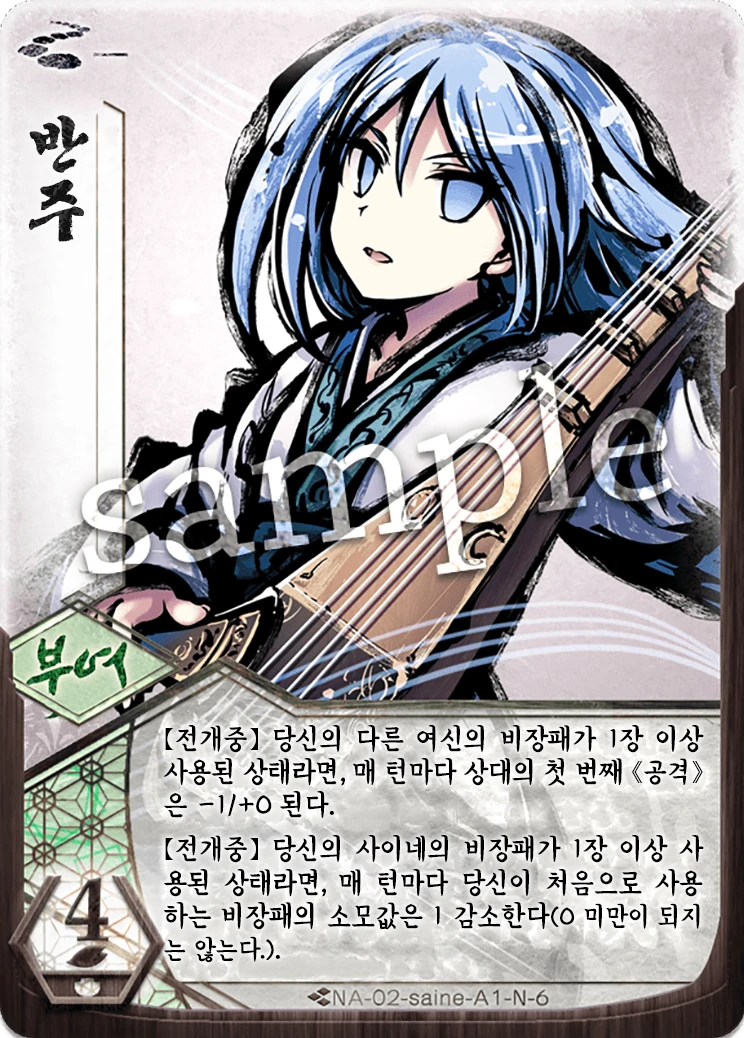 반주
sample
부여
【전개중】 당신의 다른 여신의 비장패가 1장 이상
사용된 상태라면, 매 턴마다 상대의 첫 번째 《공격》
은 -1/+0 된다.
【전개중】 당신의 사이네의 비장패가 1장 이상 사
용된 상태라면, 매 턴마다 당신이 처음으로 사용
하는 비장패의 소모값은 1 감소한다(0 미만이 되지
는 않는다.).
4
NA-02-saine-A1-N-6